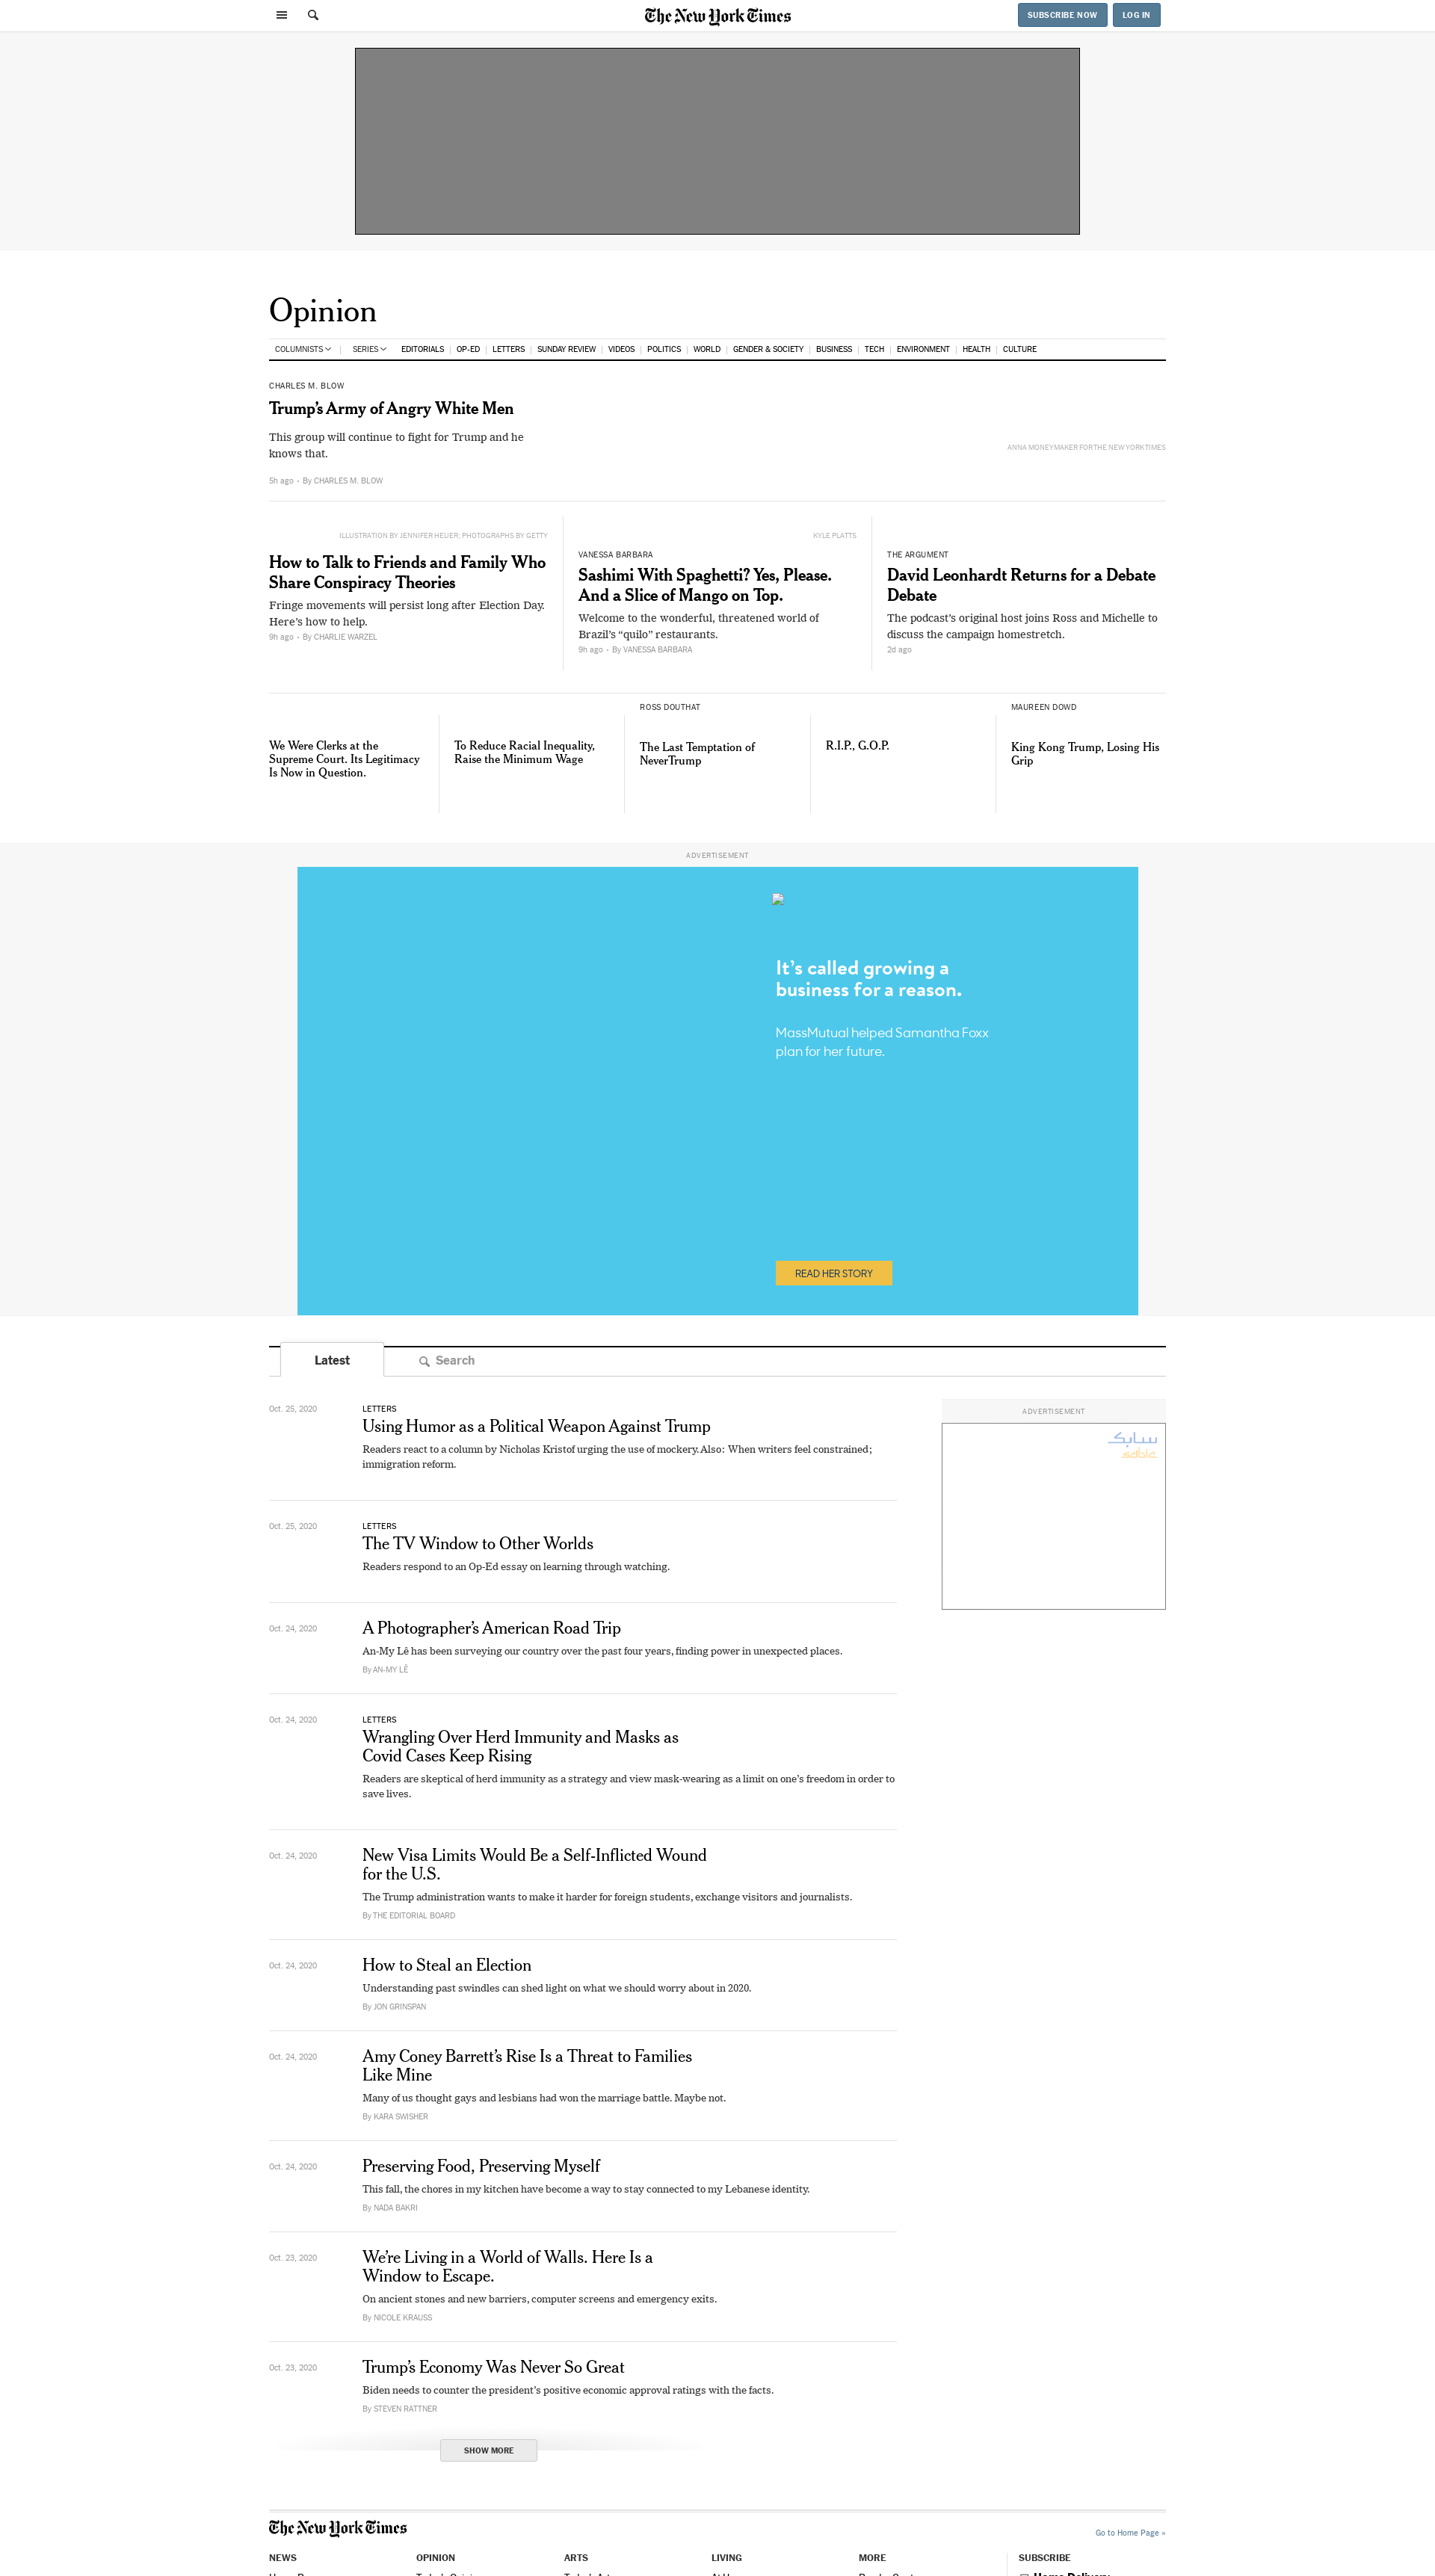 The New York Times
SUBSCRIBE NOW
LOG IN
Opinion
COLUMNISTS SERIES EDITORIALS OP-ED LETTERS SUNDAY REVIEW VIDEOS POLITICS WORLD GENDER & SOCIETY BUSINESS TECH ENVIRONMENT HEALTH CULTURE
CHARLES M. BLOW
Trump’s Army of Angry White Men
This group will continue to fight for Trump and he
knows that.
ANNA MONEYMAKER FOR THE NEW YORK TIMES
5h ago • By CHARLES M. BLOW
ILLUSTRATION BY JENNIFER HEUER; PHOTOGRAPHS BY GETTY
How to Talk to Friends and Family Who
Share Conspiracy Theories
Fringe movements will persist long after Election Day.
Here’s how to help.
9h ago • By CHARLIE WARZEL
KYLE PLATTS
VANESSA BARBARA
Sashimi With Spaghetti? Yes, Please.
And a Slice of Mango on Top.
Welcome to the wonderful, threatened world of
Brazil’s “quilo” restaurants.
9h ago • By VANESSA BARBARA
THE ARGUMENT
David Leonhardt Returns for a Debate
Debate
The podcast’s original host joins Ross and Michelle to
discuss the campaign homestretch.
2d ago
We Were Clerks at the
Supreme Court. Its Legitimacy
Is Now in Question.
To Reduce Racial Inequality,
Raise the Minimum Wage
ROSS DOUTHAT
The Last Temptation of
NeverTrump
R.I.P., G.O.P.
MAUREEN DOWD
King Kong Trump, Losing His
Grip
ADVERTISEMENT
It’s called growing a
business for a reason.
MassMutual helped Samantha Foxx
plan for her future.
READ HER STORY
Latest
Search
Oct. 25, 2020
LETTERS
Using Humor as a Political Weapon Against Trump
Readers react to a column by Nicholas Kristof urging the use of mockery. Also: When writers feel constrained;
immigration reform.
ADVERTISEMENT
سابك
sabic
Oct. 25, 2020
LETTERS
The TV Window to Other Worlds
Readers respond to an Op-Ed essay on learning through watching.
Oct. 24, 2020
A Photographer’s American Road Trip
An-My Lê has been surveying our country over the past four years, finding power in unexpected places.
By AN-MY LÊ
Oct. 24, 2020
LETTERS
Wrangling Over Herd Immunity and Masks as
Covid Cases Keep Rising
Readers are skeptical of herd immunity as a strategy and view mask-wearing as a limit on one’s freedom in order to
save lives.
Oct. 24, 2020
New Visa Limits Would Be a Self-Inflicted Wound
for the U.S.
The Trump administration wants to make it harder for foreign students, exchange visitors and journalists.
By THE EDITORIAL BOARD
Oct. 24, 2020
How to Steal an Election
Understanding past swindles can shed light on what we should worry about in 2020.
By JON GRINSPAN
Oct. 24, 2020
Amy Coney Barrett’s Rise Is a Threat to Families
Like Mine
Many of us thought gays and lesbians had won the marriage battle. Maybe not.
By KARA SWISHER
Oct. 24, 2020
Preserving Food, Preserving Myself
This fall, the chores in my kitchen have become a way to stay connected to my Lebanese identity.
By NADA BAKRI
Oct. 23, 2020
We’re Living in a World of Walls. Here Is a
Window to Escape.
On ancient stones and new barriers, computer screens and emergency exits.
By NICOLE KRAUSS
Oct. 23, 2020
Trump’s Economy Was Never So Great
Biden needs to counter the president’s positive economic approval ratings with the facts.
By STEVEN RATTNER
SHOW MORE
The New York Times
Go to Home Page »
NEWS OPINION ARTS LIVING MORE SUBSCRIBE